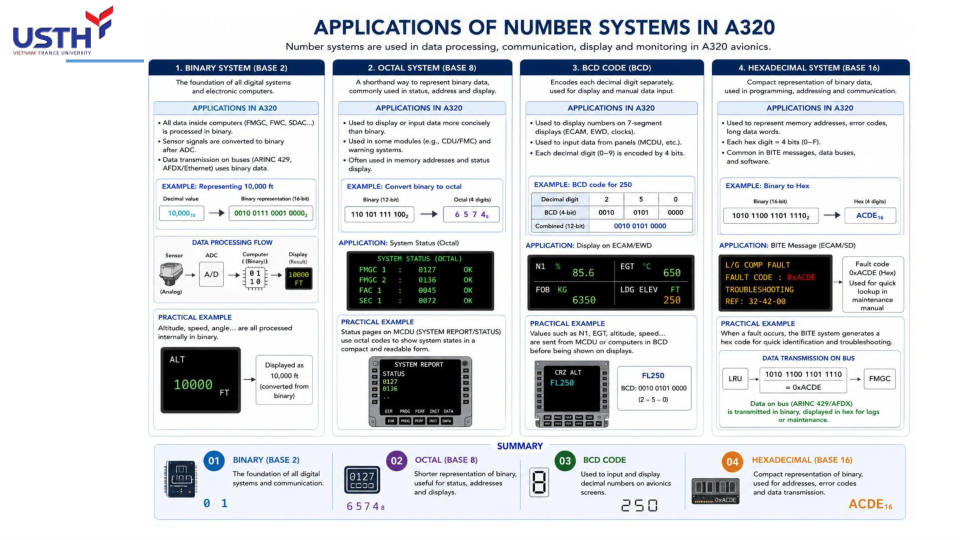 USTH
VIETNAM FRANCE UNIVERSITY
APPLICATIONS OF NUMBER SYSTEMS IN A320
Number systems are used in data processing, communication, display and monitoring in A320 avionics.
1. BINARY SYSTEM (BASE 2)
The foundation of all digital systems
and electronic computers.
APPLICATIONS IN A320
• All data inside computers (FMGC, FWC, SDAC...)
is processed in binary.
• Sensor signals are converted to binary
after ADC.
• Data transmission on buses (ARINC 429,
AFDX/Ethernet) uses binary data.
EXAMPLE: Representing 10,000 ft
Decimal value
Binary representation (16-bit)
10,000₁₀
0010 0111 0001 0000₂
DATA PROCESSING FLOW
Sensor
ADC
Computer
( Binary))
Display
(Result)
A/D
0 1
1 0
10000
FT
(Analog)
PRACTICAL EXAMPLE
Altitude, speed, angle... are all processed
internally in binary.
ALT
10000
FT
Displayed as
10,000 ft
(converted from
binary)
2. OCTAL SYSTEM (BASE 8)
A shorthand way to represent binary data,
commonly used in status, address and display.
APPLICATIONS IN A320
• Used to display or input data more concisely
than binary.
• Used in some modules (e.g., CDU/FMC) and
warning systems.
• Often used in memory addresses and status
display.
EXAMPLE: Convert binary to octal
Binary (12-bit)
Octal (4 digits)
110 101 111 100₂
6 5 7 4₈
APPLICATION: System Status (Octal)
SYSTEM STATUS (OCTAL)
FMGC 1 : 0127 OK
FMGC 2 : 0136 OK
FAC 1 : 0045 OK
SEC 1 : 0072 OK
PRACTICAL EXAMPLE
Status pages on MCDU (SYSTEM REPORT/STATUS)
use octal codes to show system states in a
compact and readable form.
SYSTEM REPORT
STATUS
0127
0136
..
DIR PROG PERF INIT DATA
DIR PROG PERF INIT DATA
3. BCD CODE (BCD)
Encodes each decimal digit separately,
used for display and manual data input.
APPLICATIONS IN A320
• Used to display numbers on 7-segment
displays (ECAM, EWD, clocks).
• Used to input data from panels (MCDU, etc.).
• Each decimal digit (0~9) is encoded by 4 bits.
EXAMPLE: BCD code for 250
Decimal digit 2 5 0
BCD (4-bit) 0010 0101 0000
Combined (12-bit) 0010 0101 0000
APPLICATION: Display on ECAM/EWD
N1 % 85.6
EGT °C 650
FOB KG 6350
LDG ELEV FT 250
PRACTICAL EXAMPLE
Values such as N1, EGT, altitude, speed...
are sent from MCDU or computers in BCD
before being shown on displays.
CRZ ALT
FL250
FL250
BCD: 0010 0101 0000
(2 – 5 – 0)
4. HEXADECIMAL SYSTEM (BASE 16)
Compact representation of binary data,
used in programming, addressing and communication.
APPLICATIONS IN A320
• Used to represent memory addresses, error codes,
long data words.
• Each hex digit = 4 bits (0~F).
• Common in BITE messages, data buses,
and software.
EXAMPLE: Binary to Hex
Binary (16-bit)
Hex (4 digits)
1010 1100 1101 1110₂
ACDE₁₆
APPLICATION: BITE Message (ECAM/SD)
L/G COMP FAULT
FAULT CODE : 0xACDE
TROUBLESHOOTING
REF: 32-42-00
Fault code
0xACDE (Hex)
Used for quick
lookup in
maintenance
manual
PRACTICAL EXAMPLE
When a fault occurs, the BITE system generates a
hex code for quick identification and troubleshooting.
DATA TRANSMISSION ON BUS
LRU
1010 1100 1101 1110
= 0xACDE
FMGC
Data on bus (ARINC 429/AFDX)
is transmitted in binary, displayed in hex for logs
or maintenance.
SUMMARY
01
BINARY (BASE 2)
The foundation of all digital
systems and communication.
0 1
02
OCTAL (BASE 8)
Shorter representation of binary,
useful for status, addresses
and displays.
0127
6 5 7 4 ₈
03
BCD CODE
Used to input and display
decimal numbers on avionics
screens.
8
250
04
HEXADECIMAL (BASE 16)
Compact representation of binary,
used for addresses, error codes
and data transmission.
0xACDE
ACDE₁₆